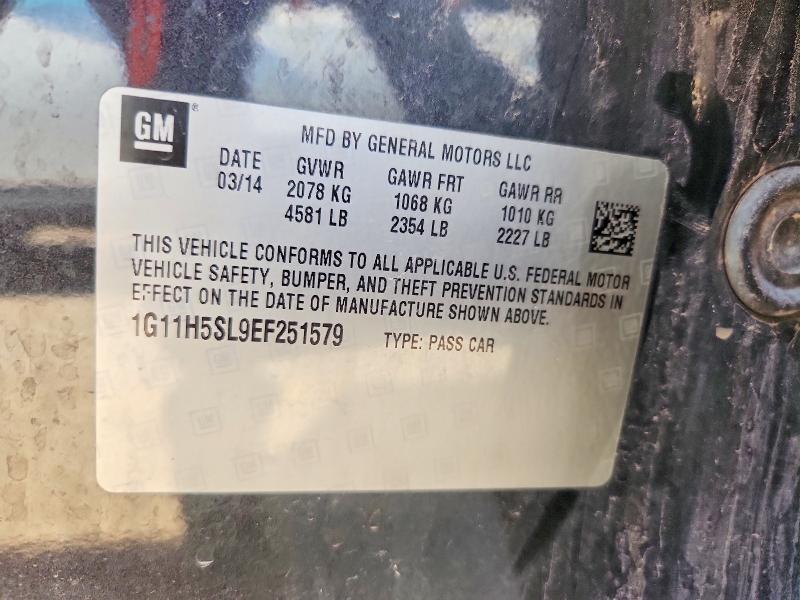 GM ®
MFD BY GENERAL MOTORS LLC
DATE GVWR GAWR FRT GAWR RR
03/14 2078 KG 1068 KG 1010 KG
4581 LB 2354 LB 2227 LB
THIS VEHICLE CONFORMS TO ALL APPLICABLE U.S. FEDERAL MOTOR
VEHICLE SAFETY, BUMPER, AND THEFT PREVENTION STANDARDS IN
EFFECT ON THE DATE OF MANUFACTURE SHOWN ABOVE.
1G11H5SL9EF251579 TYPE: PASS CAR